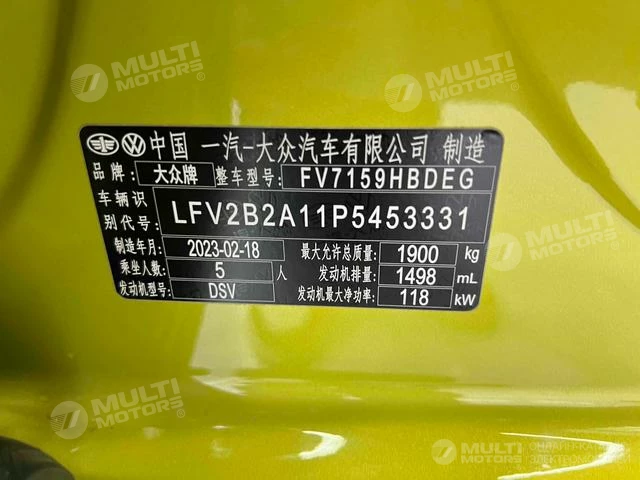 MULTI MOTORS
MULTI MOTORS
中国 一汽-大众汽车有限公司 制造
品牌: 大众牌 整车型号: FV7159HBDEG
车辆识别代号: LFV2B2A11P5453331
制造年月: 2023-02-18 最大允许总质量: 1900 kg
乘坐人数: 5 人 发动机排量: 1498 mL
发动机型号: DSV 发动机最大净功率: 118 kW
MULTI MOTORS
MULTI MOTORS